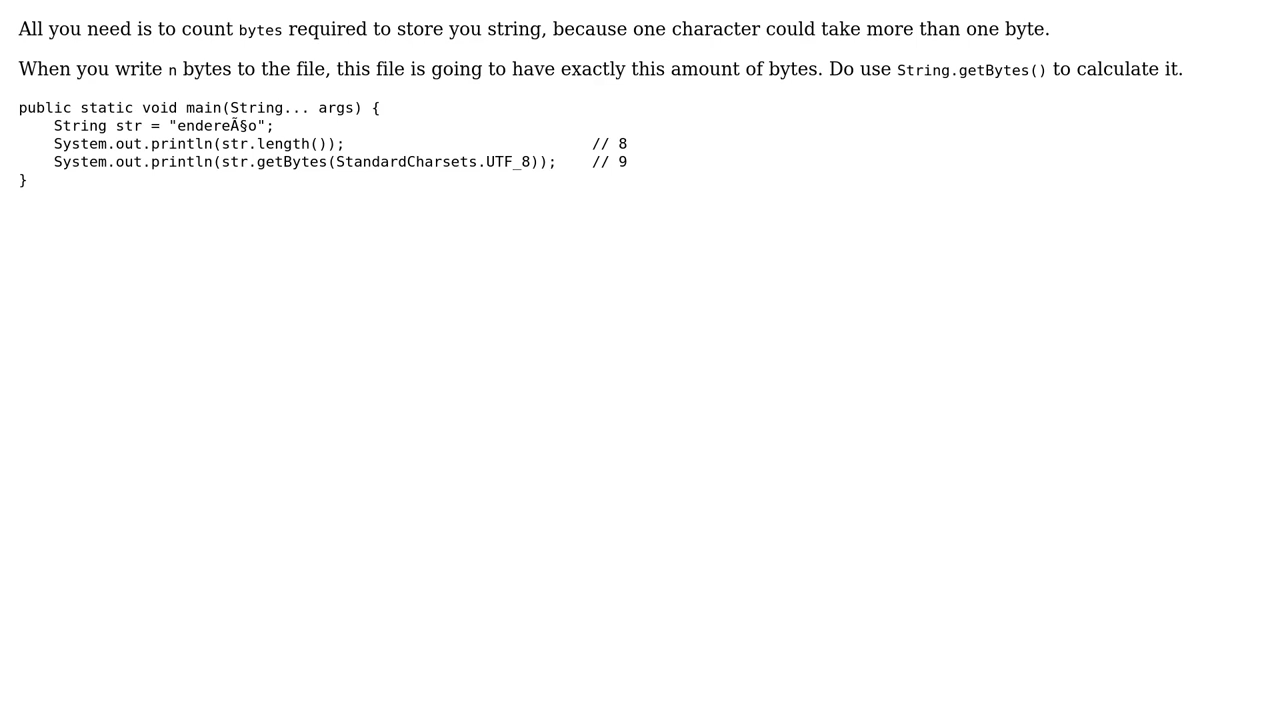 All you need is to count bytes required to store you string, because one character could take more than one byte.
When you write n bytes to the file, this file is going to have exactly this amount of bytes. Do use String.getBytes() to calculate it.
public static void main(String... args) {
    String str = "endereÃ§o";
    System.out.println(str.length());                            // 8
    System.out.println(str.getBytes(StandardCharsets.UTF_8));    // 9
}